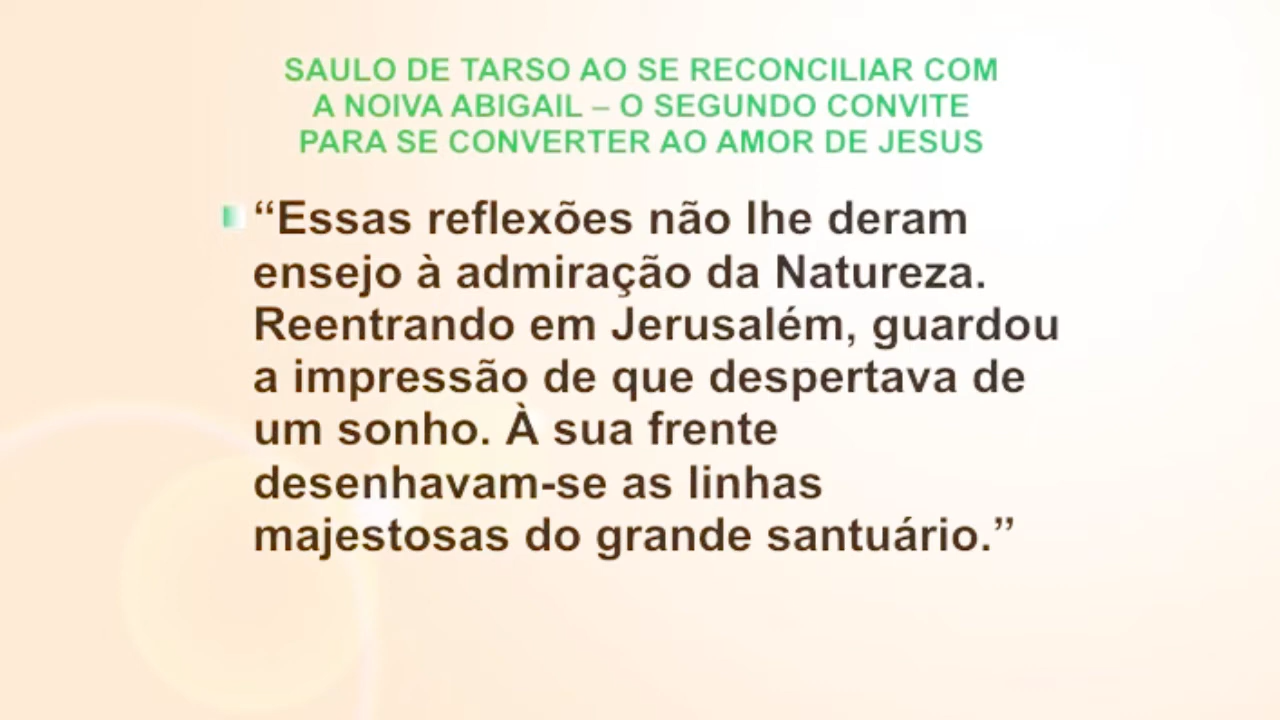 SAULO DE TARSO AO SE RECONCILIAR COM
A NOIVA ABIGAIL – O SEGUNDO CONVITE
PARA SE CONVERTER AO AMOR DE JESUS
“Essas reflexões não lhe deram
ensejo à admiração da Natureza.
Reentrando em Jerusalém, guardou
a impressão de que despertava de
um sonho. À sua frente
desenhavam-se as linhas
majestosas do grande santuário.”